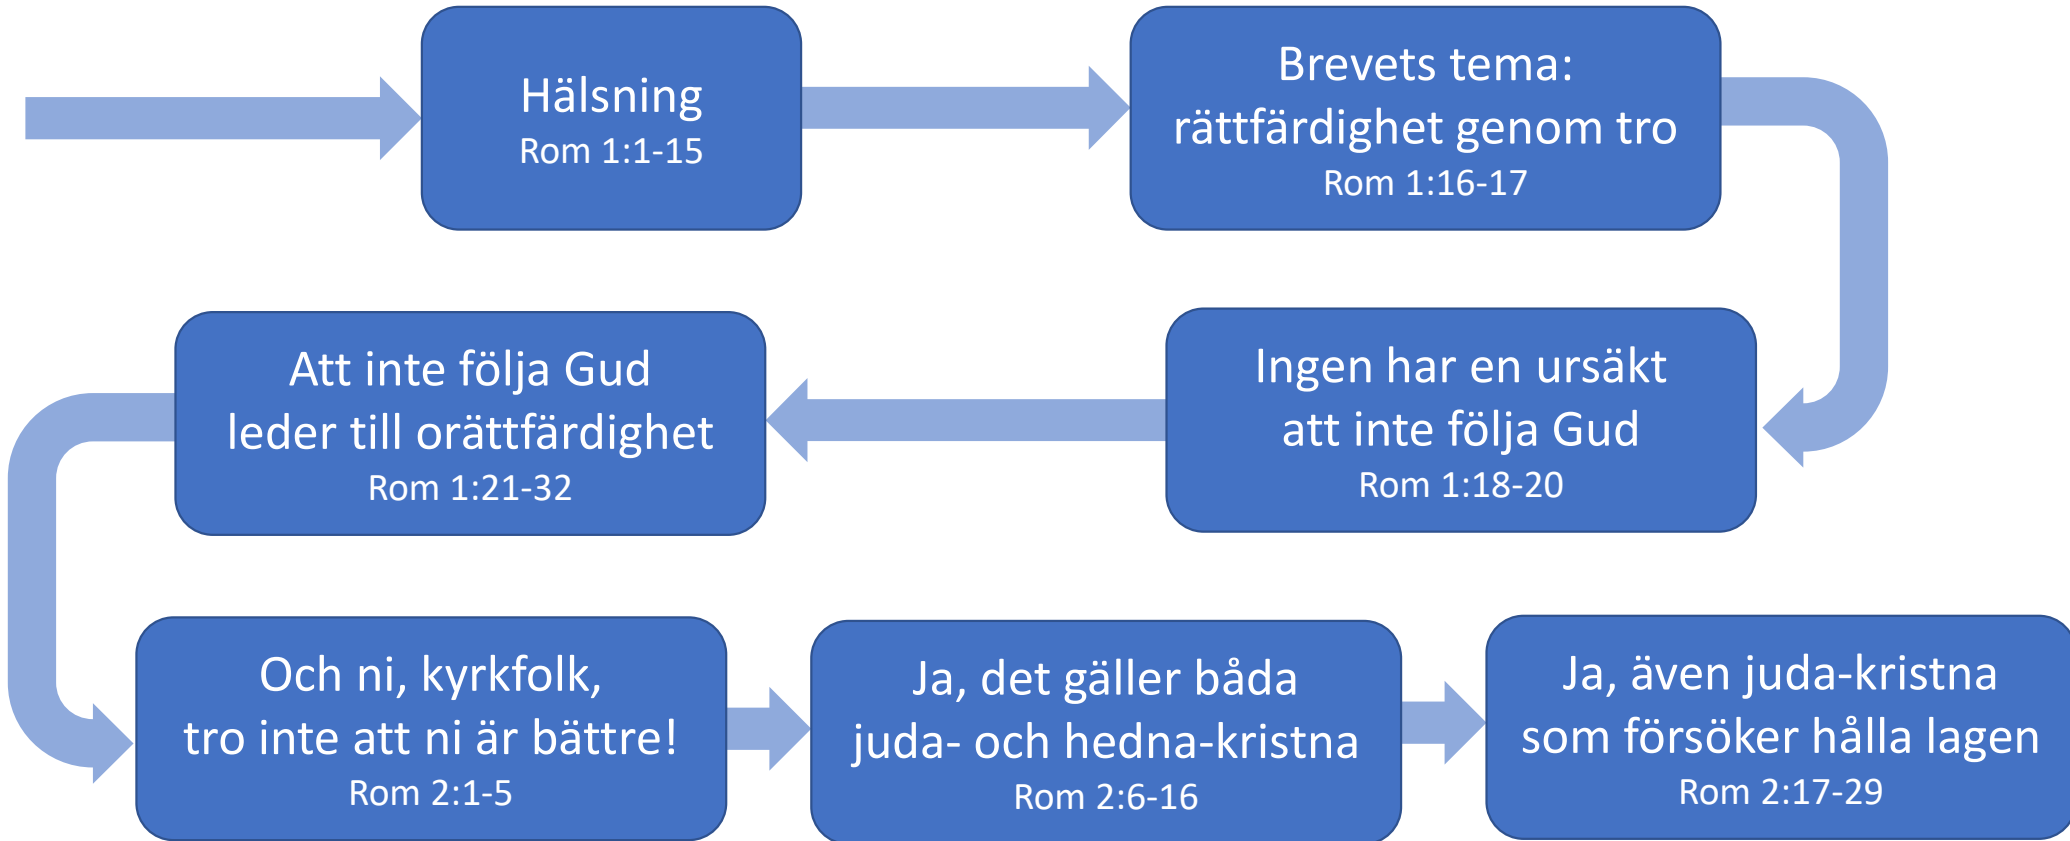 Hälsning
Rom 1:1-15
Brevets tema:
rättfärdighet genom tro
Rom 1:16-17
Ingen har en ursäkt
att inte följa Gud
Rom 1:18-20
Att inte följa Gud
leder till orättfärdighet
Rom 1:21-32
Och ni, kyrkfolk,
tro inte att ni är bättre!
Rom 2:1-5
Ja, det gäller båda
juda- och hedna-kristna
Rom 2:6-16
Ja, även juda-kristna
som försöker hålla lagen
Rom 2:17-29